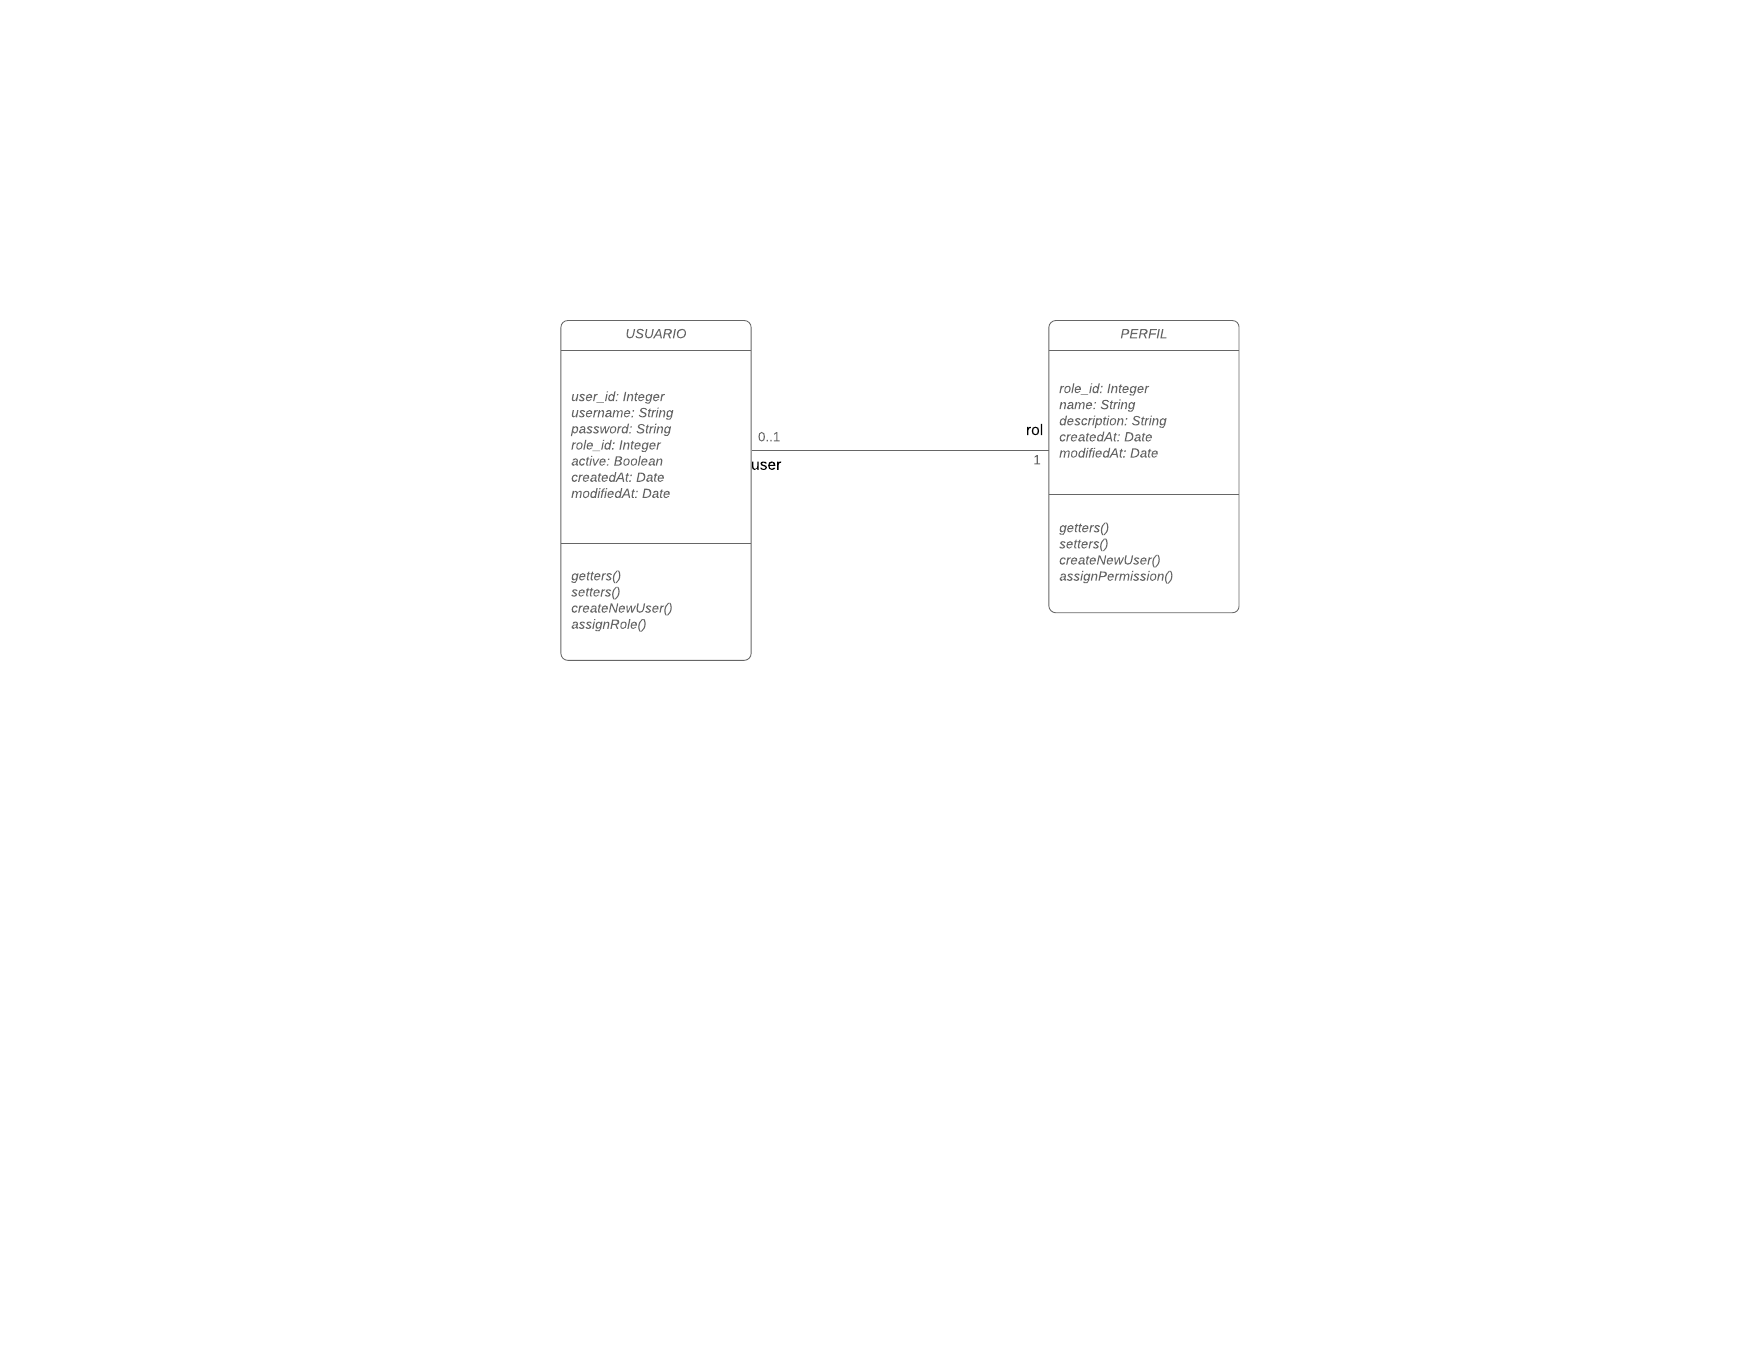 USUARIO
user_id: Integer
username: String
password: String
role_id: Integer
active: Boolean
createdAt: Date
modifiedAt: Date
getters()
setters()
createNewUser()
assignRole()
0..1
user
rol
1
PERFIL
role_id: Integer
name: String
description: String
createdAt: Date
modifiedAt: Date
getters()
setters()
createNewUser()
assignPermission()